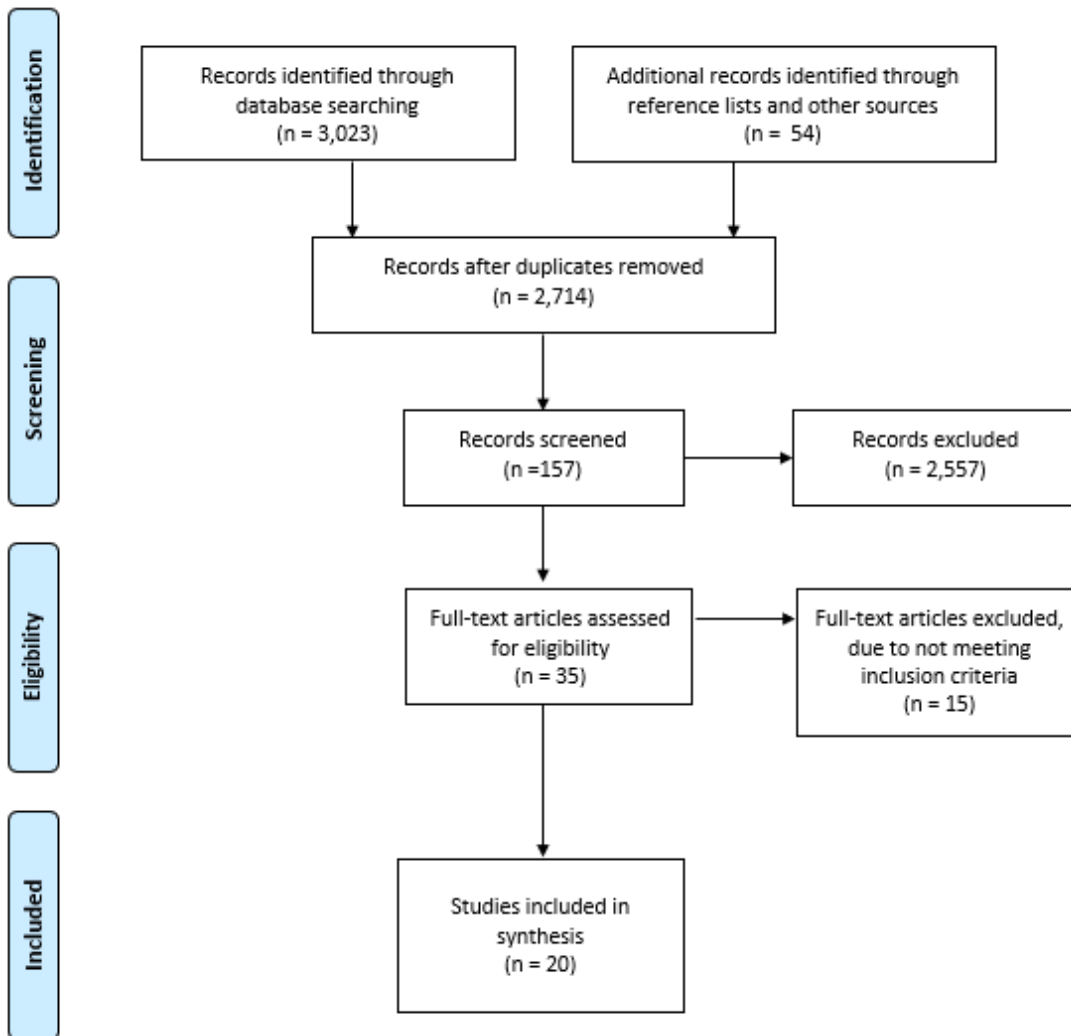 Identification
Records identified through
database searching
(n = 3,023)
Additional records identified through
reference lists and other sources
(n = 54)
Records after duplicates removed
(n = 2,714)
Screening
Records screened
(n =157)
Records excluded
(n = 2,557)
Eligibility
Full-text articles assessed
for eligibility
(n = 35)
Full-text articles excluded,
due to not meeting
inclusion criteria
(n = 15)
Included
Studies included in
synthesis
(n = 20)